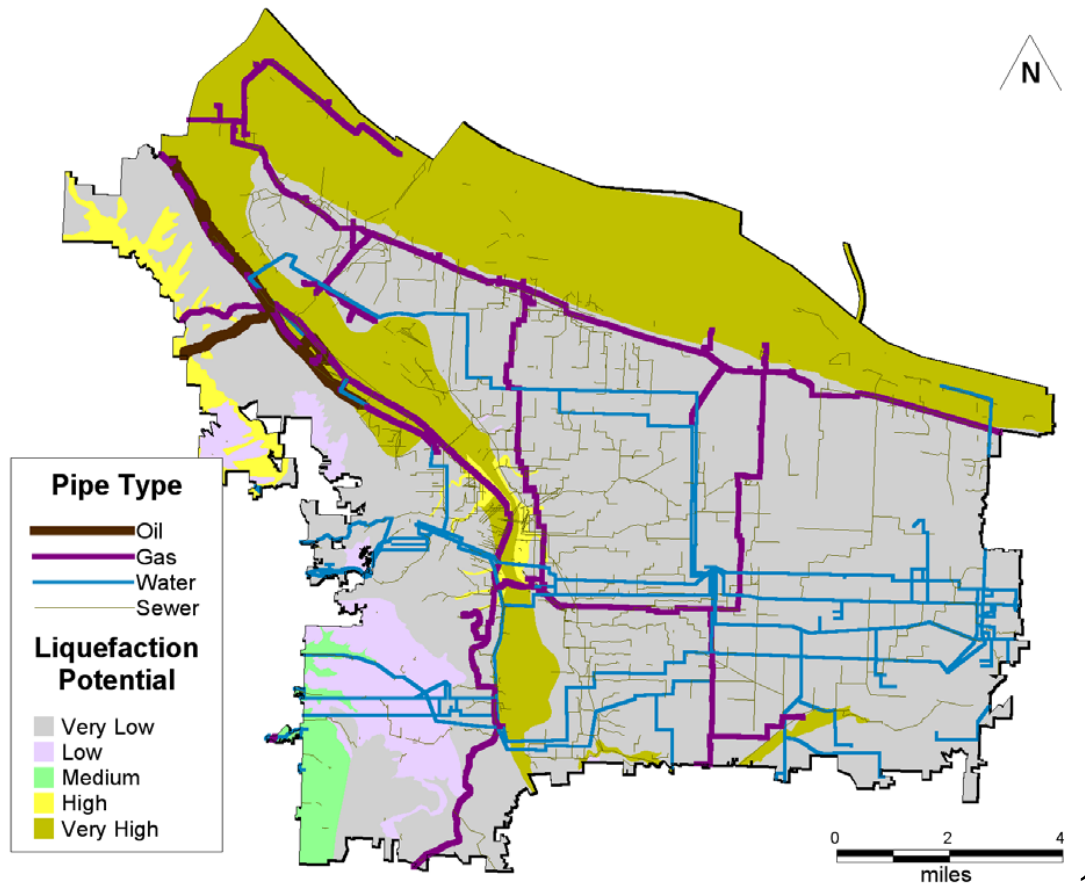 N
Pipe Type
Oil
Gas
Water
Sewer
Liquefaction
Potential
Very Low
Low
Medium
High
Very High
0 2 4
miles